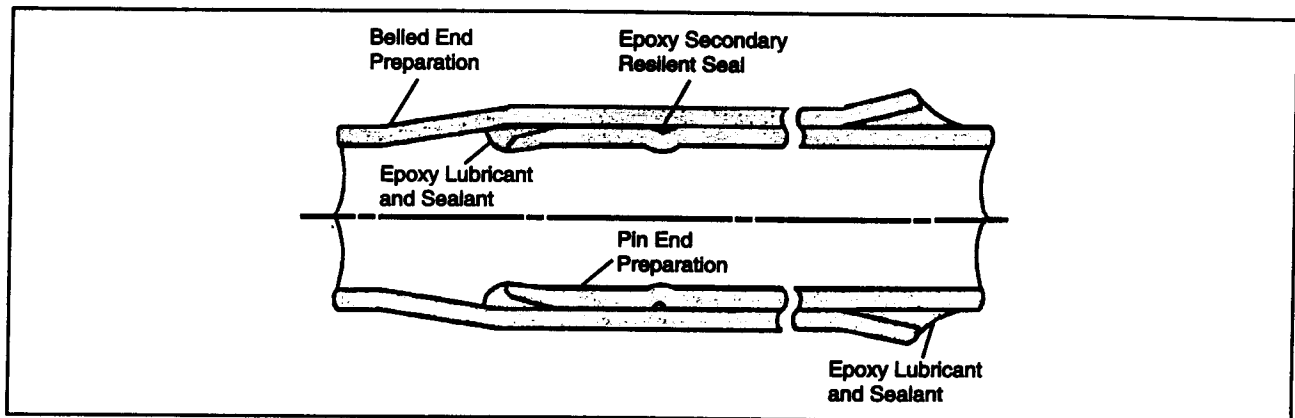 Belled End
Preparation
Epoxy Secondary
Resilent Seal
Epoxy Lubricant
and Sealant
Pin End
Preparation
Epoxy Lubricant
and Sealant